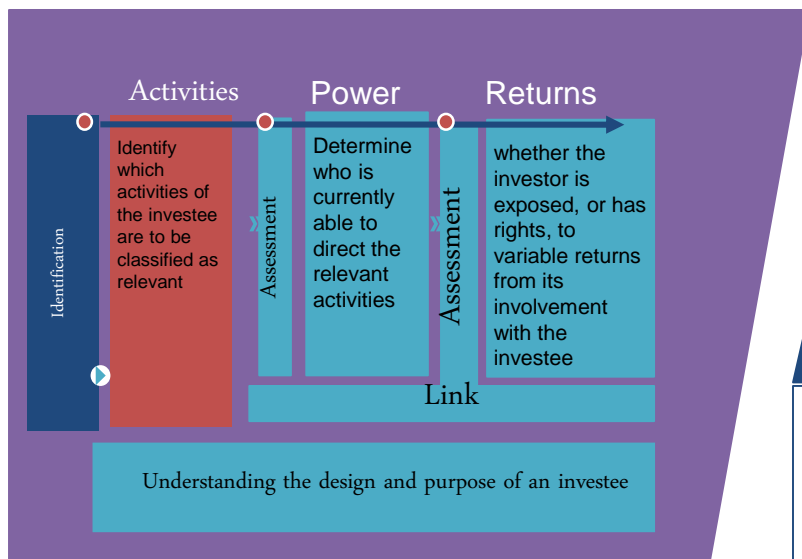 Activities
Power
Returns
Identification
Identify
which
activities of
the investee
are to be
classified as
relevant
Assessment
Determine
who is
currently
able to
direct the
relevant
activities
Assessment
whether the
investor is
exposed, or has
rights, to
variable returns
from its
involvement
with the
investee
Link
Understanding the design and purpose of an investee